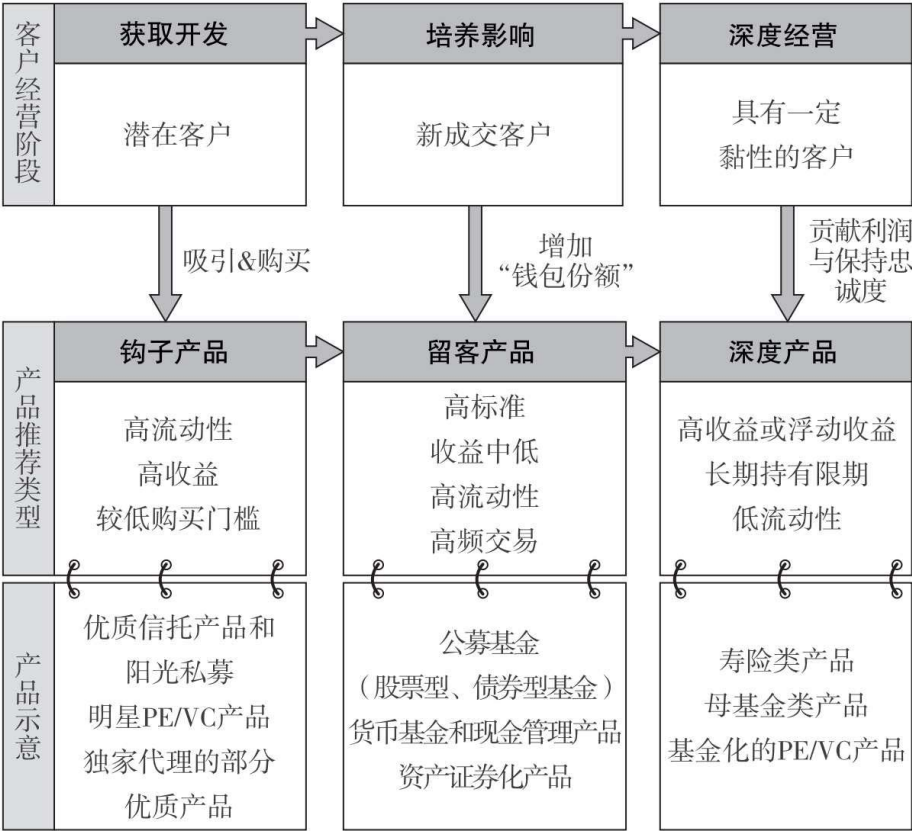 客户经营阶段
获取开发
潜在客户
培养影响
新成交客户
深度经营
具有一定
黏性的客户
吸引&购买
增加
“钱包份额”
贡献利润
与保持忠
诚度
产品推荐类型
钩子产品
高流动性
高收益
较低购买门槛
留客产品
高标准
收益中低
高流动性
高频交易
深度产品
高收益或浮动收益
长期持有限期
低流动性
产品示意
优质信托产品和
阳光私募
明星PE/VC产品
独家代理的部分
优质产品
公募基金
（股票型、债券型基金）
货币基金和现金管理产品
资产证券化产品
寿险类产品
母基金类产品
基金化的PE/VC产品